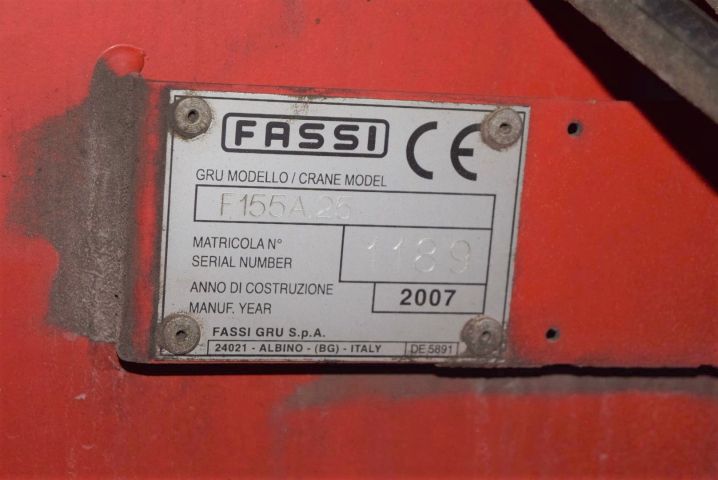 FASSI CE
GRU MODELLO / CRANE MODEL
F155A.25
MATRICOLA N°
SERIAL NUMBER 1189
ANNO DI COSTRUZIONE
MANUF. YEAR 2007
FASSI GRU S.p.A.
24021 - ALBINO - (BG) - ITALY DE 5891